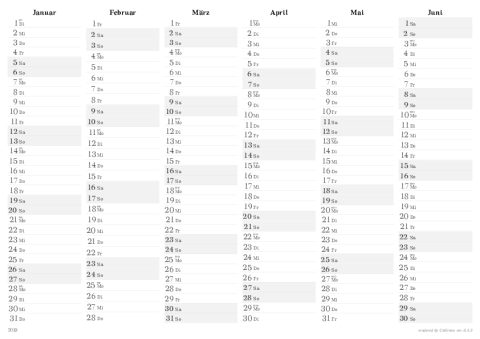 Januar
1 Di
2 Mi
3 Do
4 Fr
5 Sa
6 So
7 Mo
8 Di
9 Mi
10 Do
11 Fr
12 Sa
13 So
14 Mo
15 Di
16 Mi
17 Do
18 Fr
19 Sa
20 So
21 Mo
22 Di
23 Mi
24 Do
25 Fr
26 Sa
27 So
28 Mo
29 Di
30 Mi
31 Do
Februar
1 Fr
2 Sa
3 So
4 Mo
5 Di
6 Mi
7 Do
8 Fr
9 Sa
10 So
11 Mo
12 Di
13 Mi
14 Do
15 Fr
16 Sa
17 So
18 Mo
19 Di
20 Mi
21 Do
22 Fr
23 Sa
24 So
25 Mo
26 Di
27 Mi
28 Do
März
1 Fr
2 Sa
3 So
4 Mo
5 Di
6 Mi
7 Do
8 Fr
9 Sa
10 So
11 Mo
12 Di
13 Mi
14 Do
15 Fr
16 Sa
17 So
18 Mo
19 Di
20 Mi
21 Do
22 Fr
23 Sa
24 So
25 Mo
26 Di
27 Mi
28 Do
29 Fr
30 Sa
31 So
April
1 Mo
2 Di
3 Mi
4 Do
5 Fr
6 Sa
7 So
8 Mo
9 Di
10 Mi
11 Do
12 Fr
13 Sa
14 So
15 Mo
16 Di
17 Mi
18 Do
19 Fr
20 Sa
21 So
22 Mo
23 Di
24 Mi
25 Do
26 Fr
27 Sa
28 So
29 Mo
30 Di
Mai
1 Mi
2 Do
3 Fr
4 Sa
5 So
6 Mo
7 Di
8 Mi
9 Do
10 Fr
11 Sa
12 So
13 Mo
14 Di
15 Mi
16 Do
17 Fr
18 Sa
19 So
20 Mo
21 Di
22 Mi
23 Do
24 Fr
25 Sa
26 So
27 Mo
28 Di
29 Mi
30 Do
31 Fr
Juni
1 Sa
2 So
3 Mo
4 Di
5 Mi
6 Do
7 Fr
8 Sa
9 So
10 Mo
11 Di
12 Mi
13 Do
14 Fr
15 Sa
16 So
17 Mo
18 Di
19 Mi
20 Do
21 Fr
22 Sa
23 So
24 Mo
25 Di
26 Mi
27 Do
28 Fr
29 Sa
30 So
2019